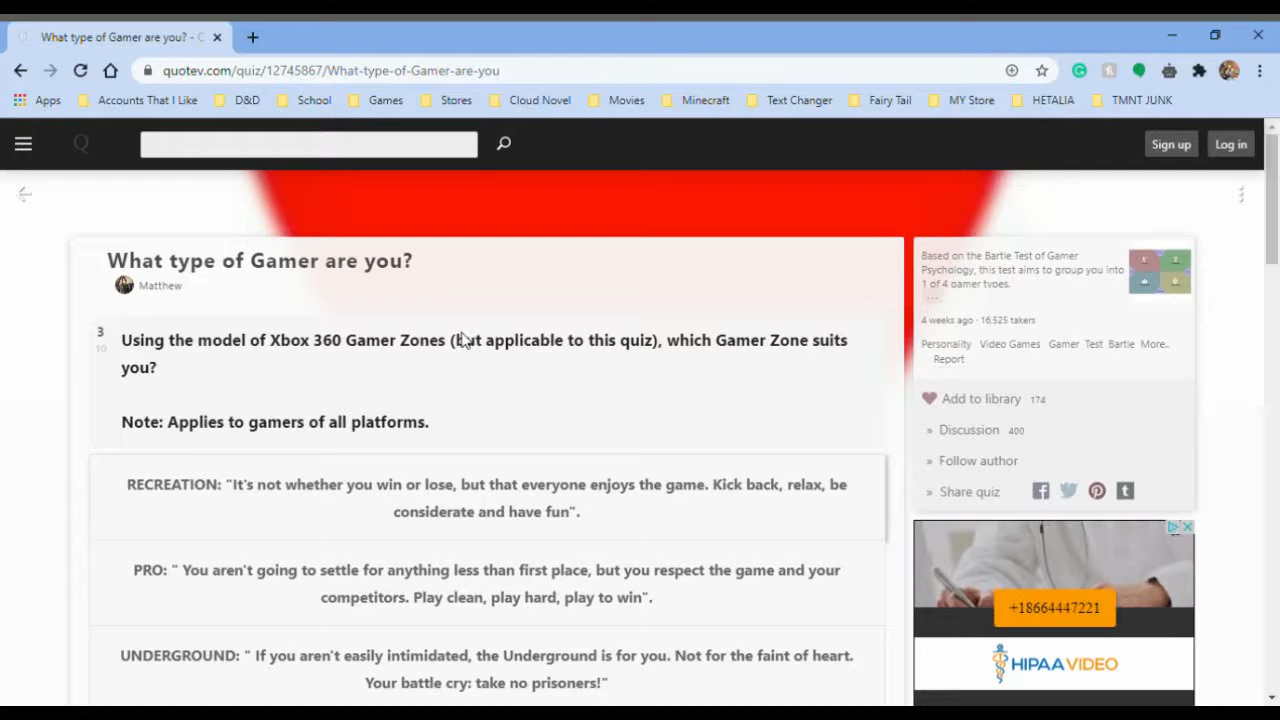 What type of Gamer are you? - C
quotev.com/quiz/12745867/What-type-of-Gamer-are-you
Apps Accounts That I Like D&D School Games Stores Cloud Novel Movies Minecraft Text Changer Fairy Tail MY Store HETALIA TMNT JUNK
Q
Sign up Log in
What type of Gamer are you?
Matthew
3
10
Using the model of Xbox 360 Gamer Zones (but applicable to this quiz), which Gamer Zone suits
you?
Note: Applies to gamers of all platforms.
RECREATION: "It's not whether you win or lose, but that everyone enjoys the game. Kick back, relax, be
considerate and have fun".
PRO: " You aren't going to settle for anything less than first place, but you respect the game and your
competitors. Play clean, play hard, play to win".
UNDERGROUND: " If you aren't easily intimidated, the Underground is for you. Not for the faint of heart.
Your battle cry: take no prisoners!"
Based on the Bartle Test of Gamer
Psychology, this test aims to group you into
1 of 4 gamer types.
...
4 weeks ago · 16,525 takers
Personality Video Games Gamer Test Bartle More..
Report
Add to library 174
» Discussion 400
» Follow author
» Share quiz
+18664447221
HIPAAVIDEO